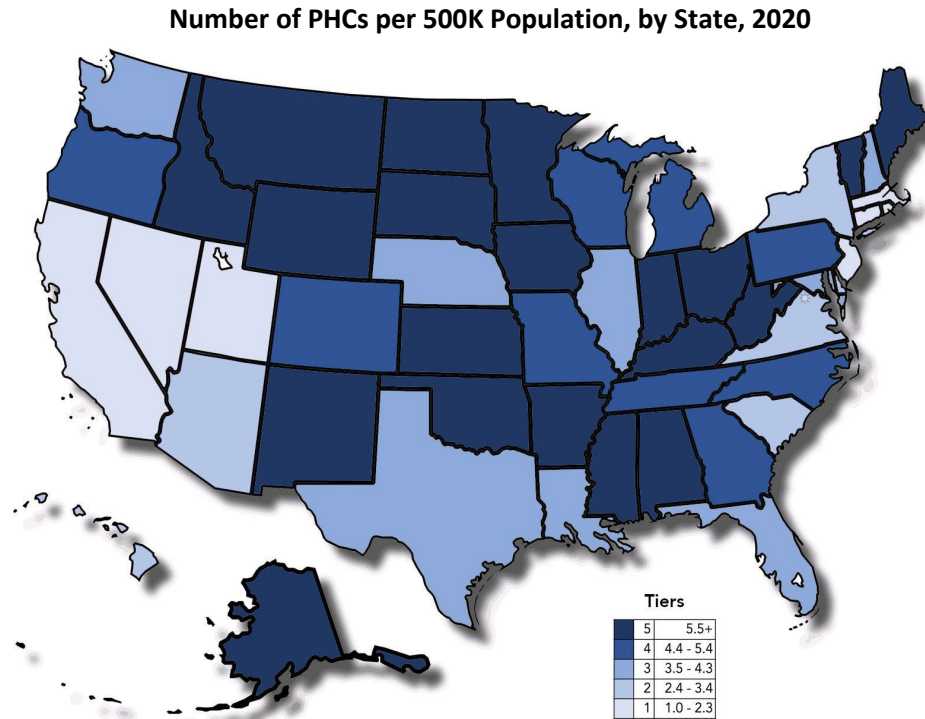 Number of PHCs per 500K Population, by State, 2020
Tiers
5 5.5+
4 4.4 - 5.4
3 3.5 - 4.3
2 2.4 - 3.4
1 1.0 - 2.3